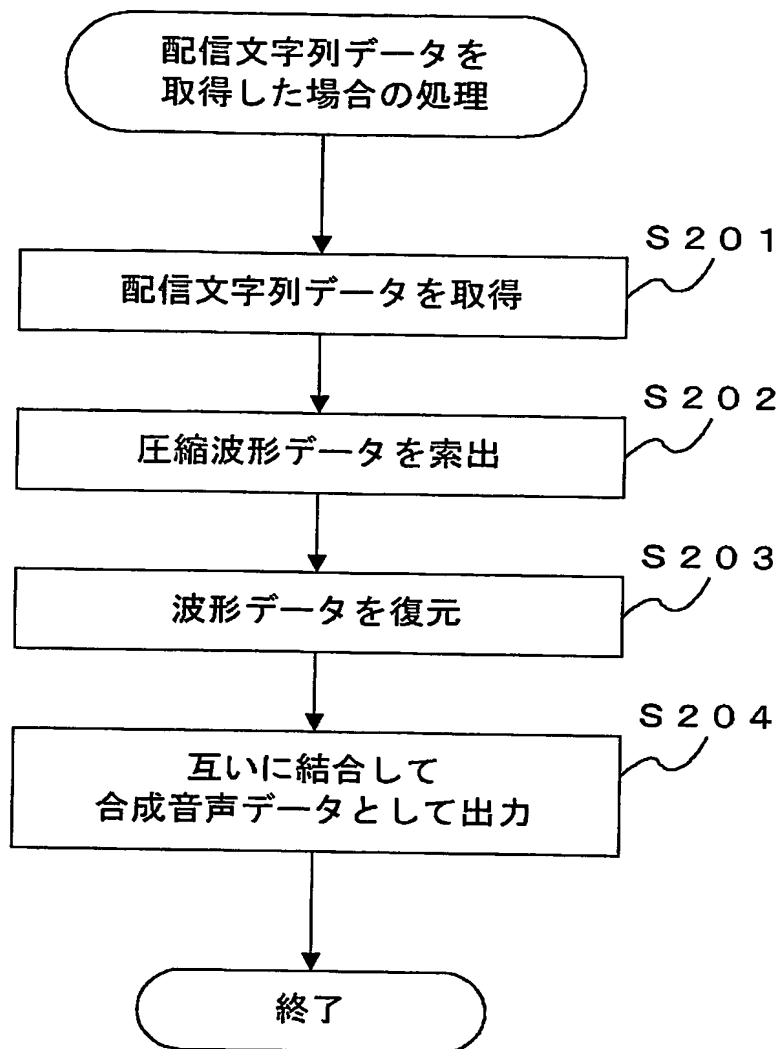 配信文字列データを
取得した場合の処理
S201
配信文字列データを取得
S202
圧縮波形データを索出
S203
波形データを復元
S204
互いに結合して
合成音声データとして出力
終了